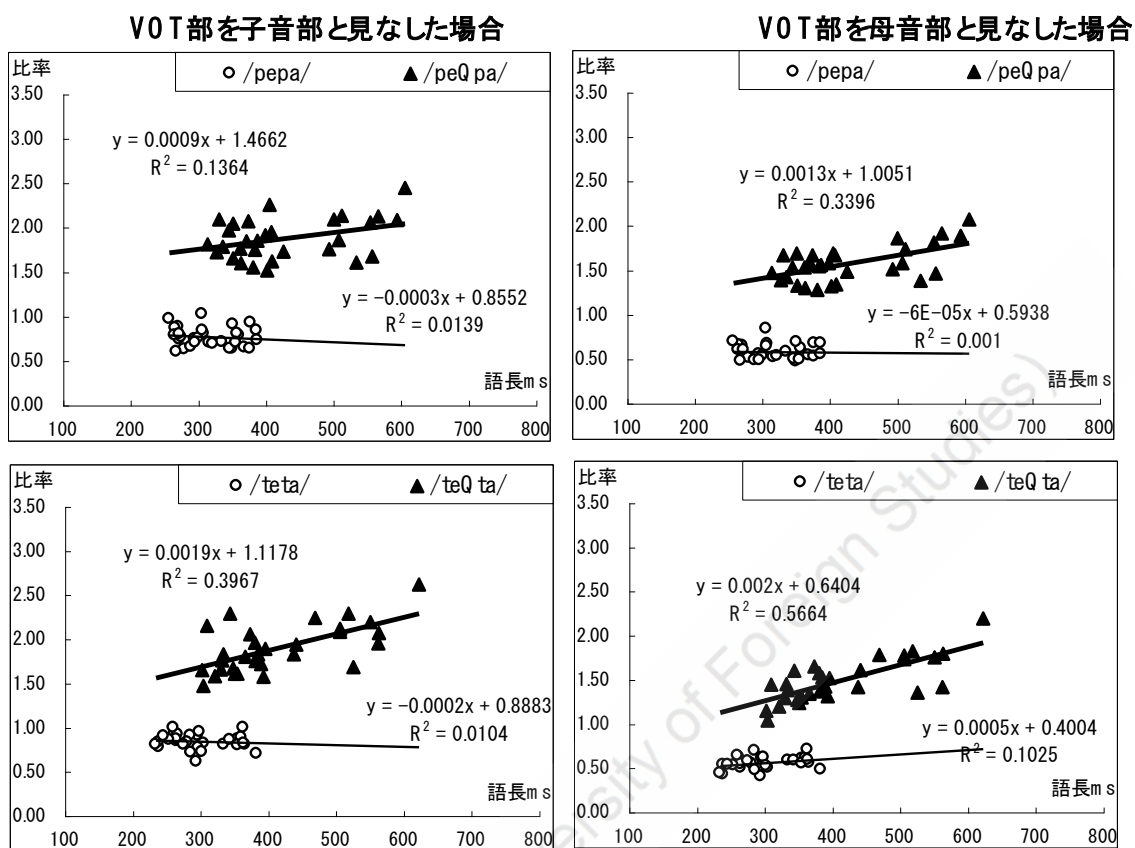 VOT部を子音部と見なした場合
VOT部を母音部と見なした場合
比率
/pepa/ /peQpa/
3.50
3.00
2.50
2.00
1.50
1.00
0.50
0.00
y = 0.0009x + 1.4662
R² = 0.1364
y = −0.0003x + 0.8552
R² = 0.0139
語長ms
100 200 300 400 500 600 700 800
比率
/pepa/ /peQpa/
3.50
3.00
2.50
2.00
1.50
1.00
0.50
0.00
y = 0.0013x + 1.0051
R² = 0.3396
y = −6E−05x + 0.5938
R² = 0.001
語長ms
100 200 300 400 500 600 700 800
比率
/teta/ /teQta/
3.50
3.00
2.50
2.00
1.50
1.00
0.50
0.00
y = 0.0019x + 1.1178
R² = 0.3967
y = −0.0002x + 0.8883
R² = 0.0104
語長ms
100 200 300 400 500 600 700 800
比率
/teta/ /teQta/
3.50
3.00
2.50
2.00
1.50
1.00
0.50
0.00
y = 0.002x + 0.6404
R² = 0.5664
y = 0.0005x + 0.4004
R² = 0.1025
語長ms
100 200 300 400 500 600 700 800
ersity of Foreign Studies)